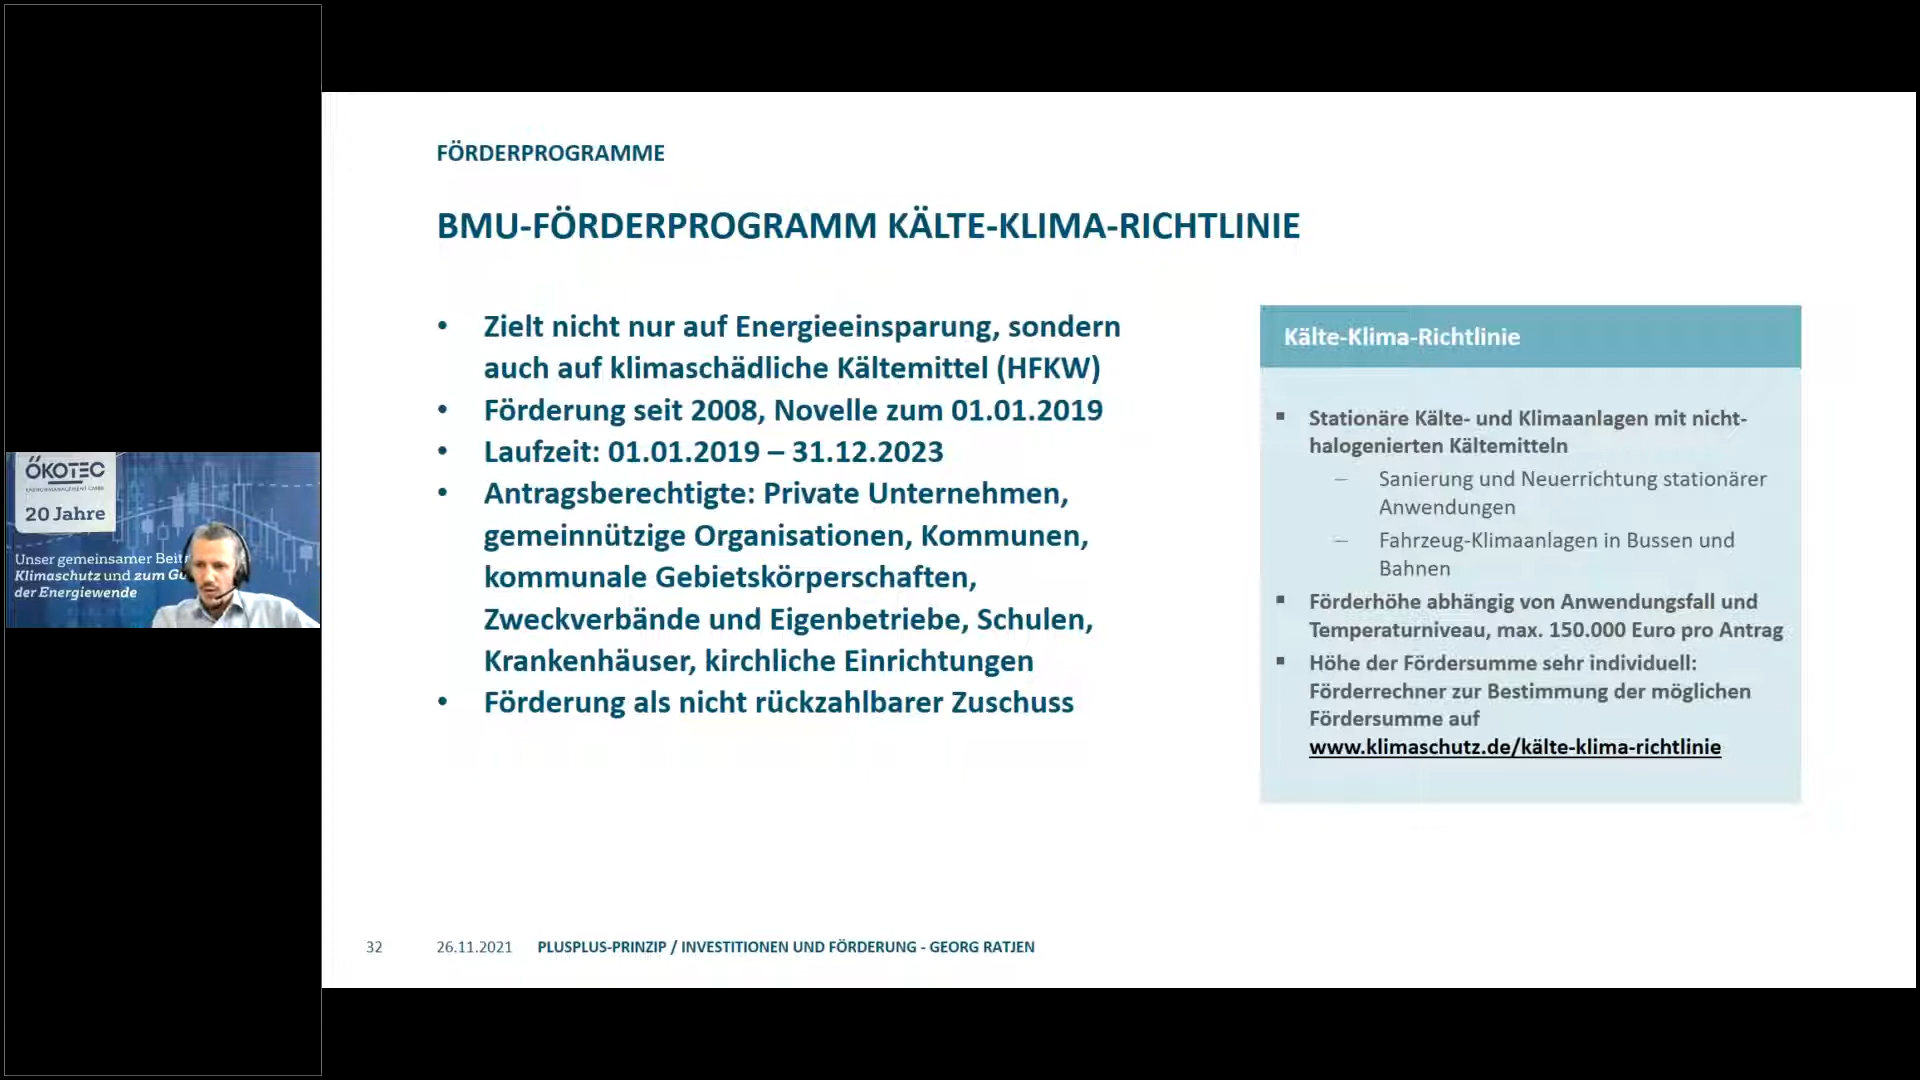 FÖRDERPROGRAMME
BMU-FÖRDERPROGRAMM KÄLTE-KLIMA-RICHTLINIE
• Zielt nicht nur auf Energieeinsparung, sondern
auch auf klimaschädliche Kältemittel (HFKW)
• Förderung seit 2008, Novelle zum 01.01.2019
• Laufzeit: 01.01.2019 – 31.12.2023
• Antragsberechtigte: Private Unternehmen,
gemeinnützige Organisationen, Kommunen,
kommunale Gebietskörperschaften,
Zweckverbände und Eigenbetriebe, Schulen,
Krankenhäuser, kirchliche Einrichtungen
• Förderung als nicht rückzahlbarer Zuschuss
Kälte-Klima-Richtlinie
▪ Stationäre Kälte- und Klimaanlagen mit nicht-
halogenierten Kältemitteln
– Sanierung und Neuerrichtung stationärer
Anwendungen
– Fahrzeug-Klimaanlagen in Bussen und
Bahnen
▪ Förderhöhe abhängig von Anwendungsfall und
Temperaturniveau, max. 150.000 Euro pro Antrag
▪ Höhe der Fördersumme sehr individuell:
Förderrechner zur Bestimmung der möglichen
Fördersumme auf
www.klimaschutz.de/kälte-klima-richtlinie
32 26.11.2021 PLUSPLUS-PRINZIP / INVESTITIONEN UND FÖRDERUNG - GEORG RATJEN
ÖKOTEC
ENERGIEMANAGEMENT GMBH
20 Jahre
Unser gemeinsamer Beitr
Klimaschutz und zum Gu
der Energiewende